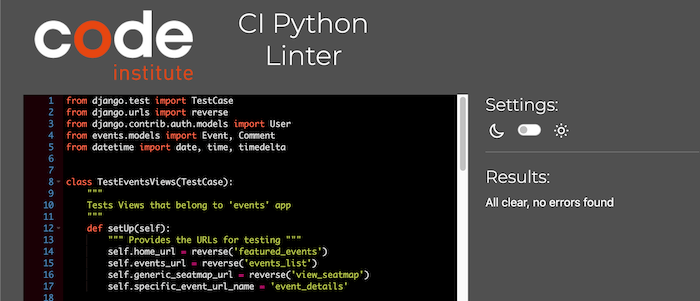 code
institute
CI Python
Linter
1 from django.test import TestCase
2 from django.urls import reverse
3 from django.contrib.auth.models import User
4 from events.models import Event, Comment
5 from datetime import date, time, timedelta
6
7
8 class TestEventsViews(TestCase):
9 """
10 Tests Views that belong to 'events' app
11 """
12 def setUp(self):
13 """ Provides the URLs for testing """
14 self.home_url = reverse('featured_events')
15 self.events_url = reverse('events_list')
16 self.generic_seatmap_url = reverse('view_seatmap')
17 self.specific_event_url_name = 'event_details'
18
Settings:
Results:
All clear, no errors found